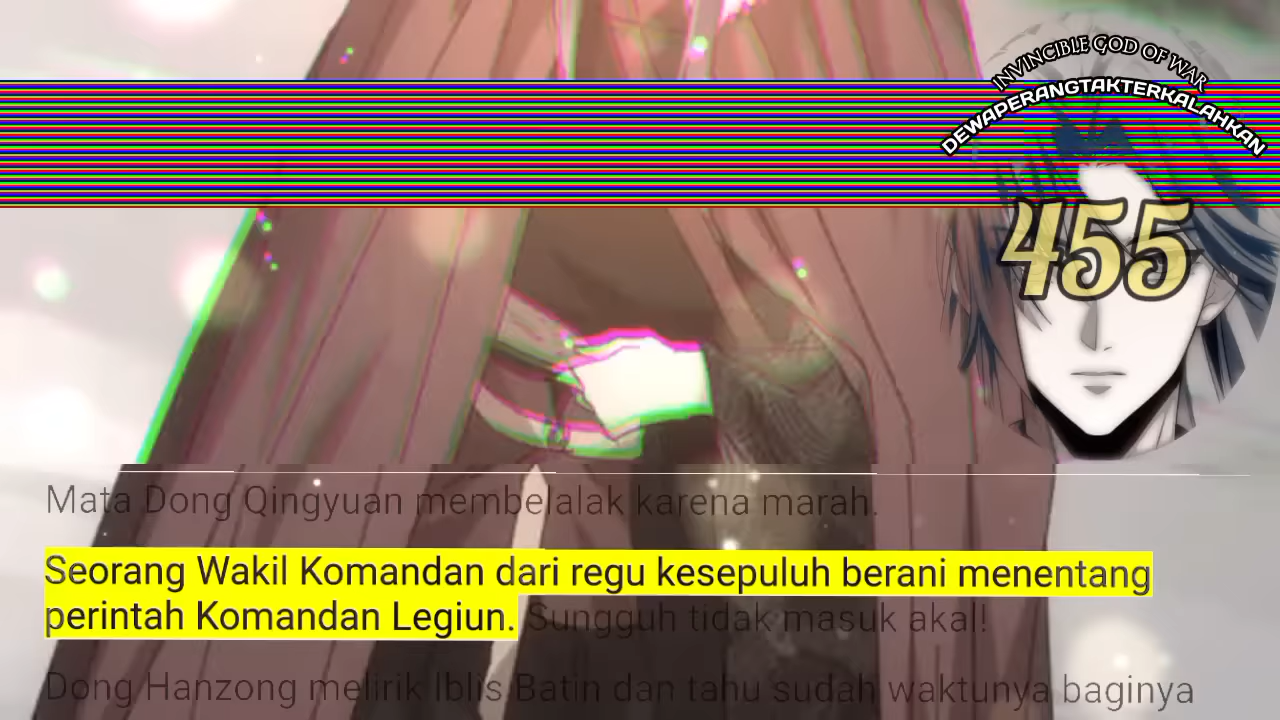 INVINCIBLE GOD OF WAR
DEWAPERANGTAKTERKALAHKAN
455
Mata Dong Qingyuan membelalak karena marah.
Seorang Wakil Komandan dari regu kesepuluh berani menentang
perintah Komandan Legiun. Sungguh tidak masuk akal!
Dong Hanzong melirik Iblis Batin dan tahu sudah waktunya baginya